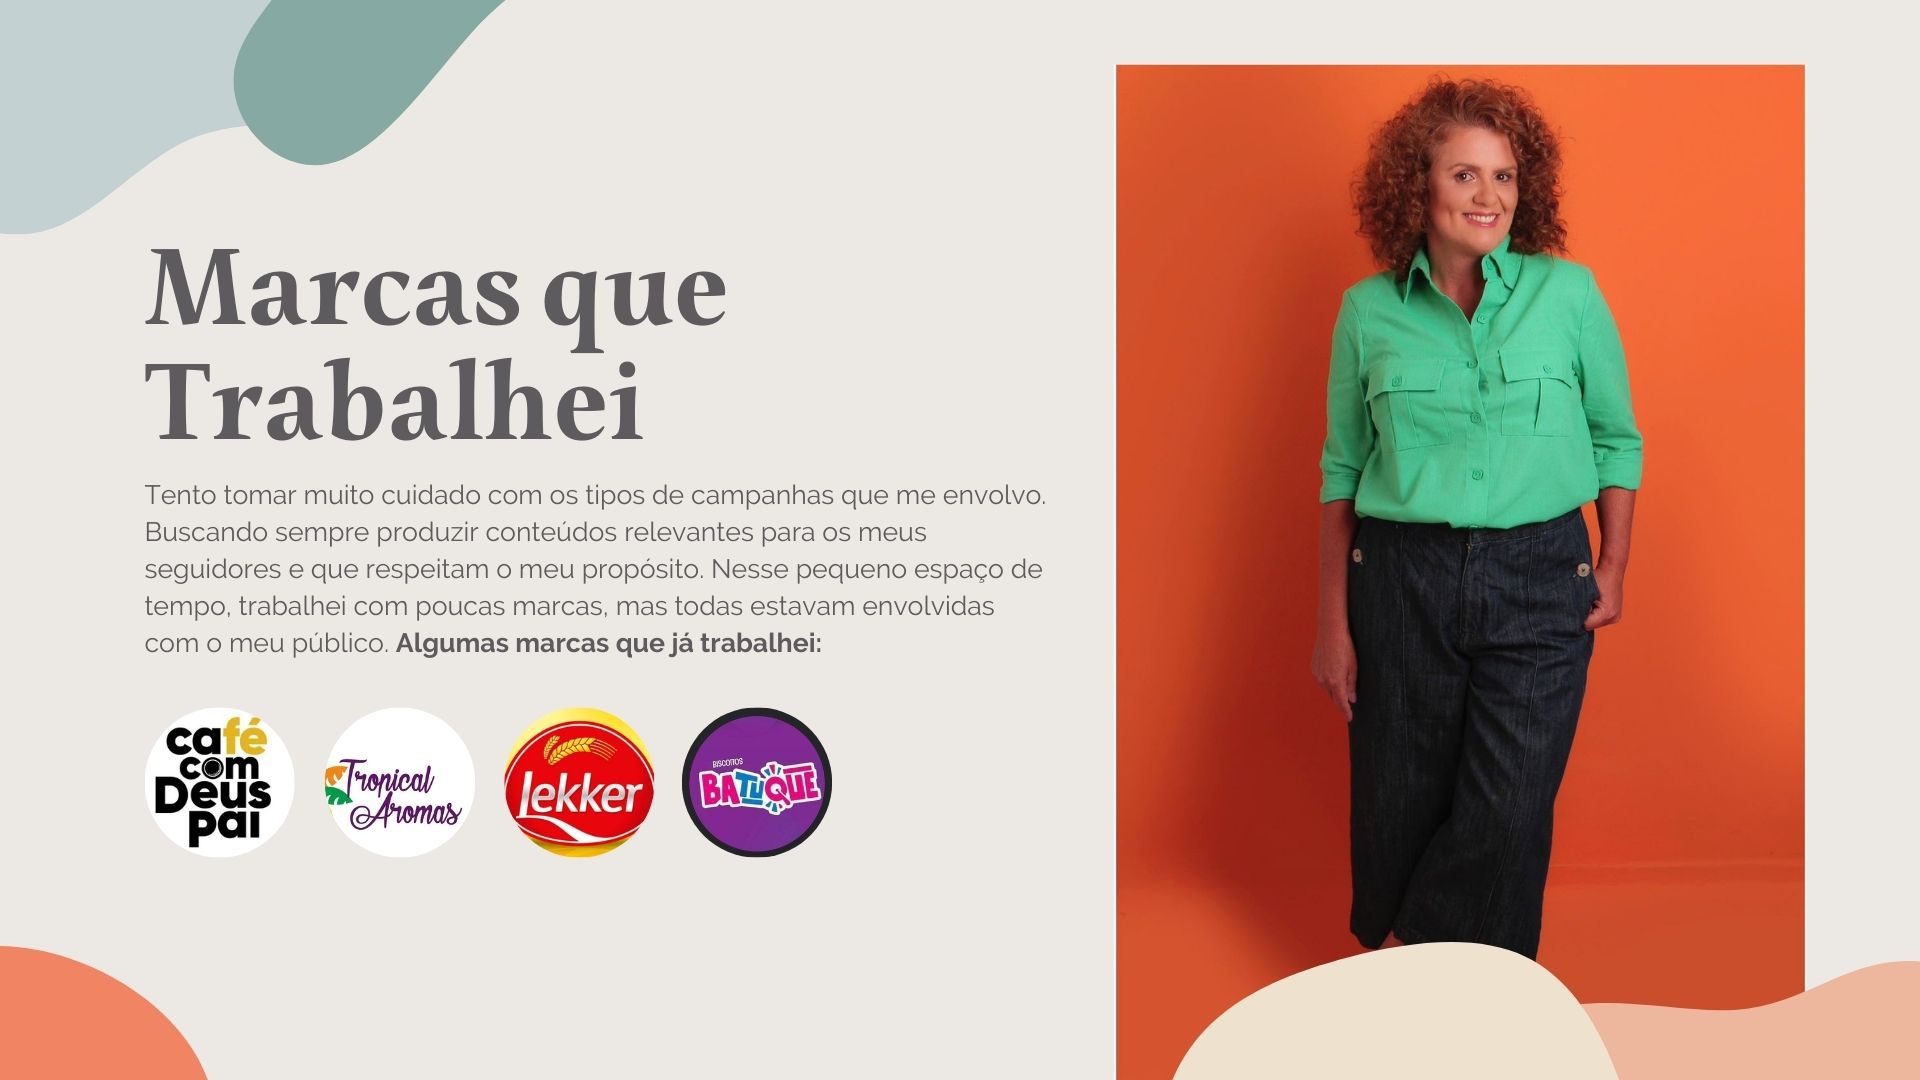 Marcas que
Trabalhei
Tento tomar muito cuidado com os tipos de campanhas que me envolvo.
Buscando sempre produzir conteúdos relevantes para os meus
seguidores e que respeitam o meu propósito. Nesse pequeno espaço de
tempo, trabalhei com poucas marcas, mas todas estavam envolvidas
com o meu público. Algumas marcas que já trabalhei:
café
com
Deus
pai
Tropical
Aromas
lekker
BISCOITOS
BATUQUE